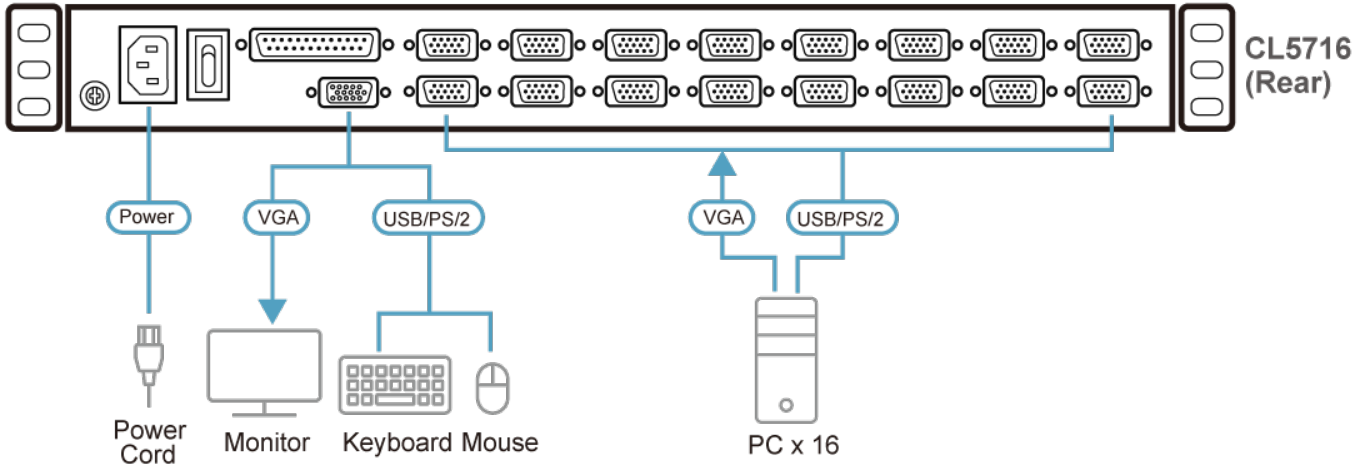 CL5716
(Rear)
Power
VGA
USB/PS/2
VGA
USB/PS/2
Power
Cord
Monitor
Keyboard
Mouse
PC x 16